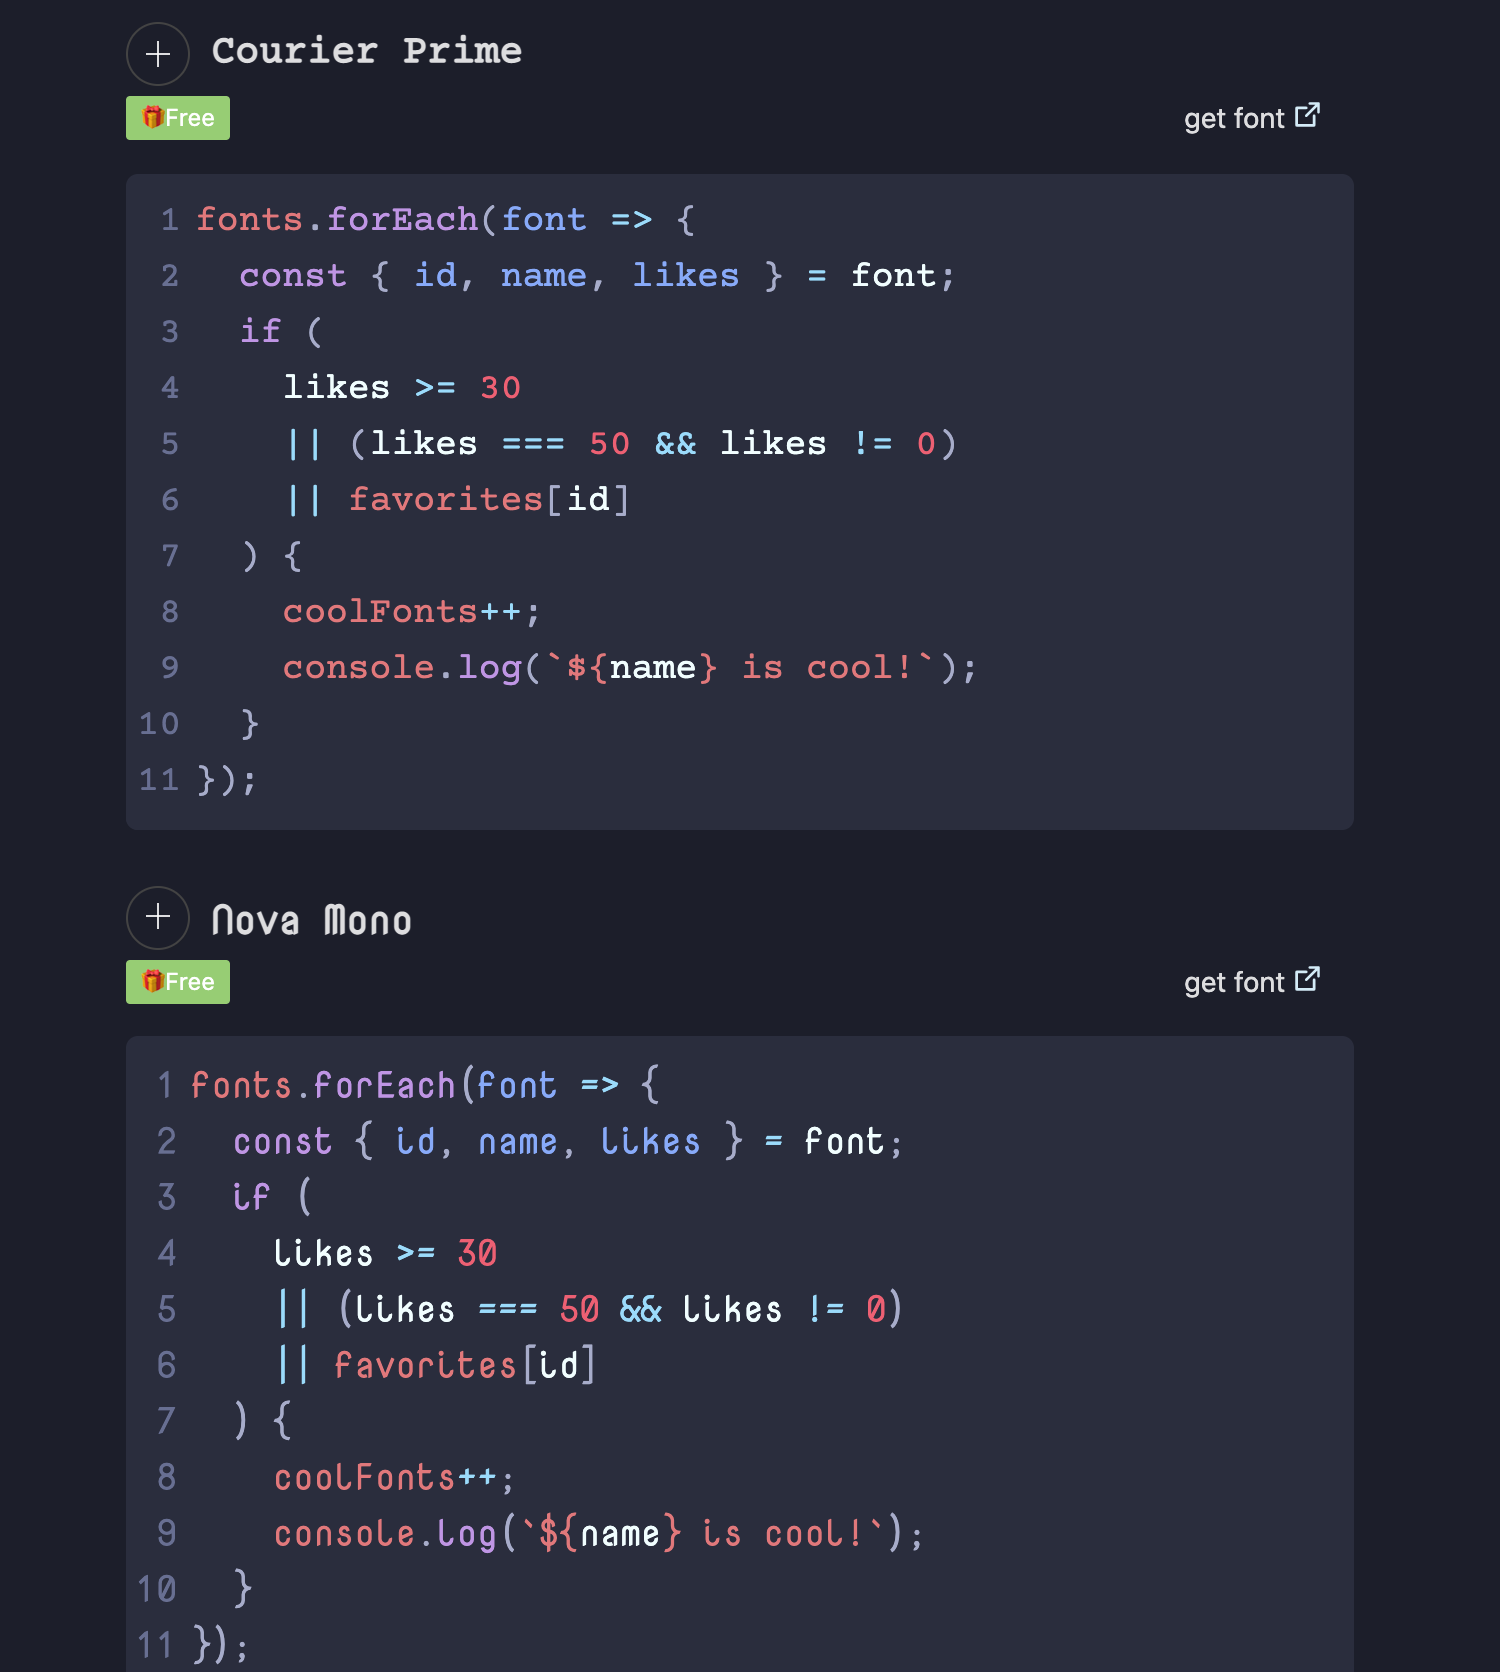 Courier Prime
🎁Free
get font
1 fonts.forEach(font => {
2   const { id, name, likes } = font;
3   if (
4     likes >= 30
5     || (likes === 50 && likes != 0)
6     || favorites[id]
7   ) {
8     coolFonts++;
9     console.log(`${name} is cool!`);
10   }
11 });
Nova Mono
🎁Free
get font
1 fonts.forEach(font => {
2   const { id, name, likes } = font;
3   if (
4     likes >= 30
5     || (likes === 50 && likes != 0)
6     || favorites[id]
7   ) {
8     coolFonts++;
9     console.log(`${name} is cool!`);
10   }
11 });